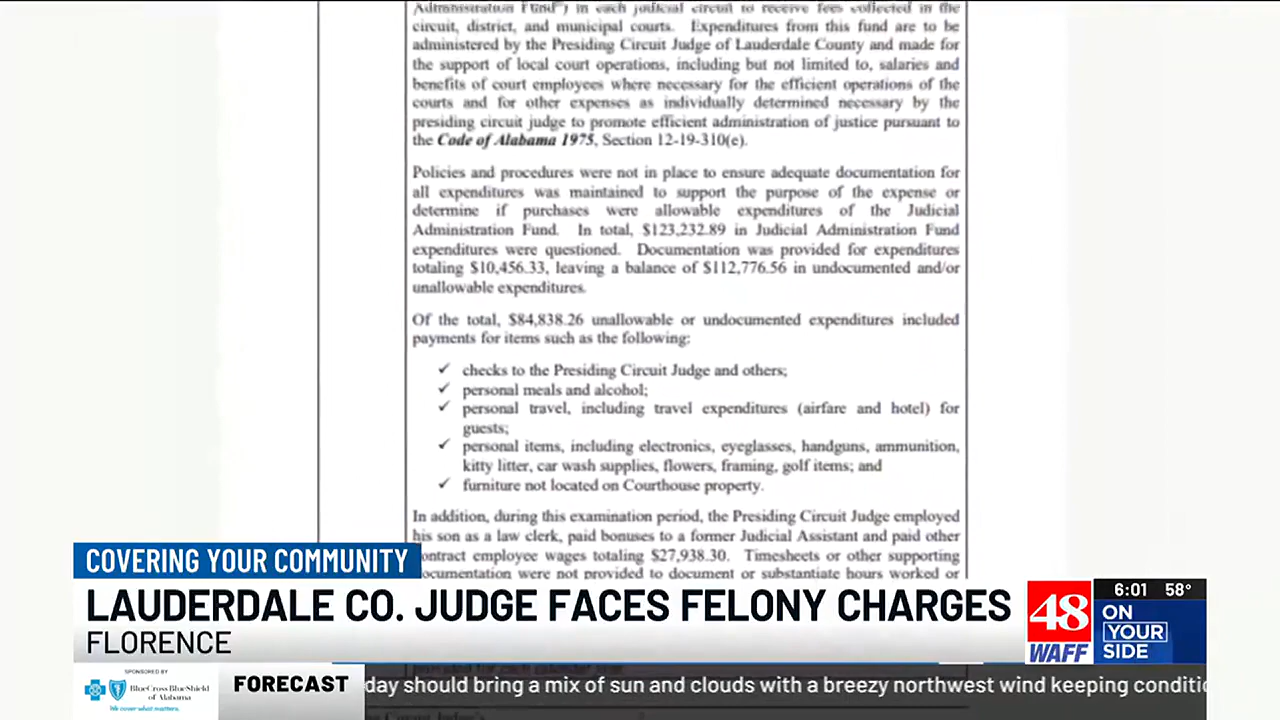 Administration Fund") in each judicial circuit to receive fees collected in the
circuit, district, and municipal courts. Expenditures from this fund are to be
administered by the Presiding Circuit Judge of Lauderdale County and made for
the support of local court operations, including but not limited to, salaries and
benefits of court employees where necessary for the efficient operations of the
courts and for other expenses as individually determined necessary by the
presiding circuit judge to promote efficient administration of justice pursuant to
the Code of Alabama 1975, Section 12-19-310(e).
Policies and procedures were not in place to ensure adequate documentation for
all expenditures was maintained to support the purpose of the expense or
determine if purchases were allowable expenditures of the Judicial
Administration Fund. In total, $123,232.89 in Judicial Administration Fund
expenditures were questioned. Documentation was provided for expenditures
totaling $10,456.33, leaving a balance of $112,776.56 in undocumented and/or
unallowable expenditures.
Of the total, $84,838.26 unallowable or undocumented expenditures included
payments for items such as the following:
✓ checks to the Presiding Circuit Judge and others;
✓ personal meals and alcohol;
✓ personal travel, including travel expenditures (airfare and hotel) for
guests;
✓ personal items, including electronics, eyeglasses, handguns, ammunition,
kitty litter, car wash supplies, flowers, framing, golf items; and
✓ furniture not located on Courthouse property.
In addition, during this examination period, the Presiding Circuit Judge employed
his son as a law clerk, paid bonuses to a former Judicial Assistant and paid other
ontract employee wages totaling $27,938.30. Timesheets or other supporting
ocumentation were not provided to document or substantiate hours worked or
COVERING YOUR COMMUNITY
LAUDERDALE CO. JUDGE FACES FELONY CHARGES
FLORENCE
48
WAFF
6:01 58°
ON
YOUR
SIDE
SPONSORED BY
BlueCross BlueShield
of Alabama
We cover what matters.
FORECAST
day should bring a mix of sun and clouds with a breezy northwest wind keeping conditic